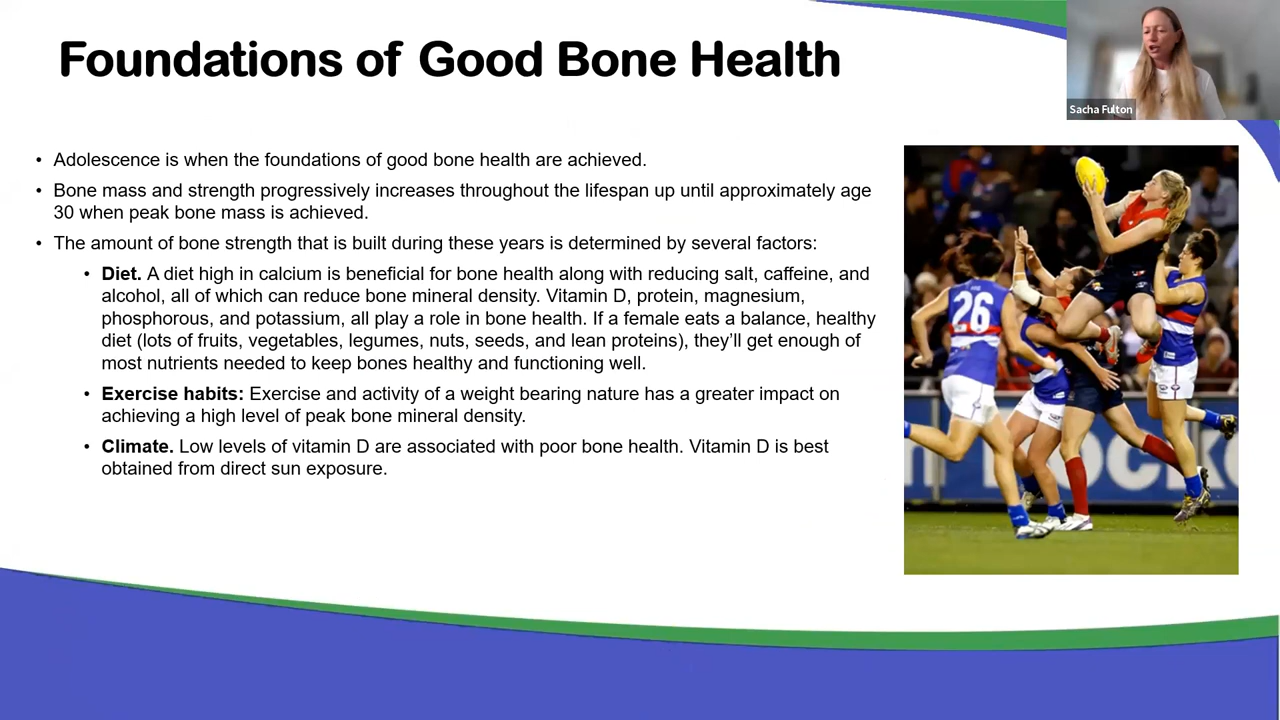 Foundations of Good Bone Health
Sacha Fulton
• Adolescence is when the foundations of good bone health are achieved.
• Bone mass and strength progressively increases throughout the lifespan up until approximately age
30 when peak bone mass is achieved.
• The amount of bone strength that is built during these years is determined by several factors:
• Diet. A diet high in calcium is beneficial for bone health along with reducing salt, caffeine, and
alcohol, all of which can reduce bone mineral density. Vitamin D, protein, magnesium,
phosphorous, and potassium, all play a role in bone health. If a female eats a balance, healthy
diet (lots of fruits, vegetables, legumes, nuts, seeds, and lean proteins), they’ll get enough of
most nutrients needed to keep bones healthy and functioning well.
• Exercise habits: Exercise and activity of a weight bearing nature has a greater impact on
achieving a high level of peak bone mineral density.
• Climate. Low levels of vitamin D are associated with poor bone health. Vitamin D is best
obtained from direct sun exposure.
26